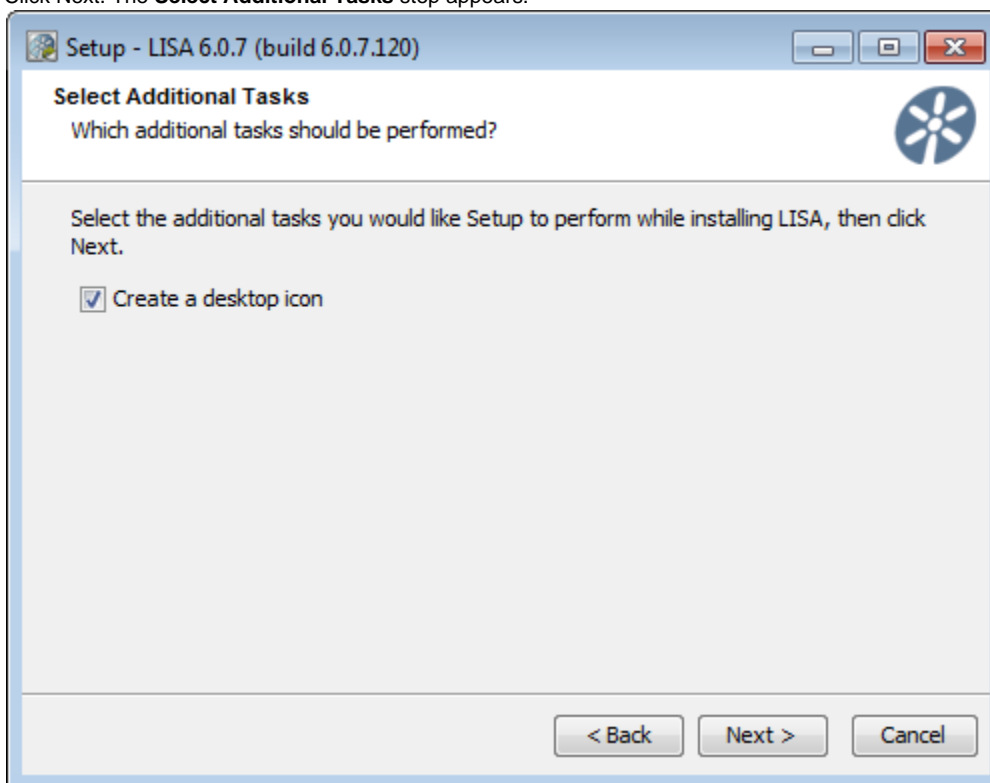 Click Next. The Select Additional Tasks step appears.
Setup - LISA 6.0.7 (build 6.0.7.120)
Select Additional Tasks
Which additional tasks should be performed?
Select the additional tasks you would like Setup to perform while installing LISA, then click
Next.
Create a desktop icon
< Back Next > Cancel